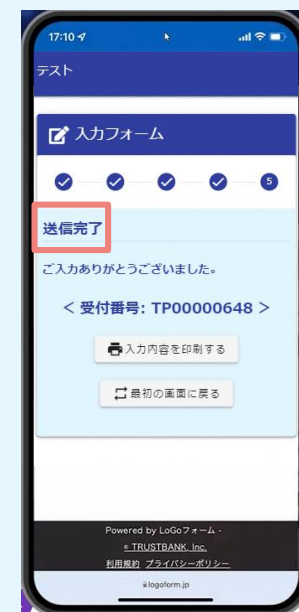 17:10
テスト
入力フォーム
5
送信完了
ご入力ありがとうございました。
< 受付番号: TP00000648 >
入力内容を印刷する
最初の画面に戻る
Powered by LoGoフォーム -
© TRUSTBANK, Inc.
利用規約 プライバシーポリシー
logoform.jp